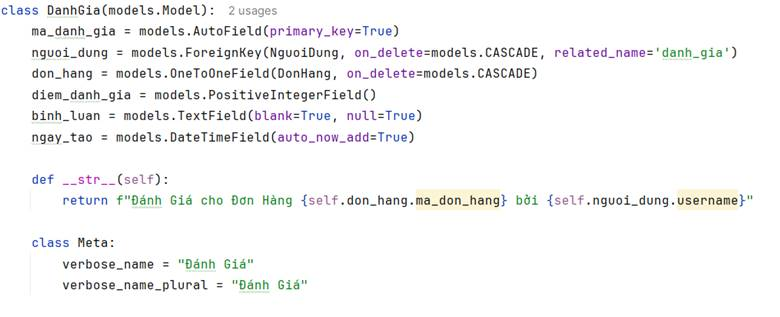 class DanhGia(models.Model):   2 usages
    ma_danh_gia = models.AutoField(primary_key=True)
    nguoi_dung = models.ForeignKey(NguoiDung, on_delete=models.CASCADE, related_name='danh_gia')
    don_hang = models.OneToOneField(DonHang, on_delete=models.CASCADE)
    diem_danh_gia = models.PositiveIntegerField()
    binh_luan = models.TextField(blank=True, null=True)
    ngay_tao = models.DateTimeField(auto_now_add=True)

    def __str__(self):
        return f"Đánh Giá cho Đơn Hàng {self.don_hang.ma_don_hang} bởi {self.nguoi_dung.username}"

    class Meta:
        verbose_name = "Đánh Giá"
        verbose_name_plural = "Đánh Giá"